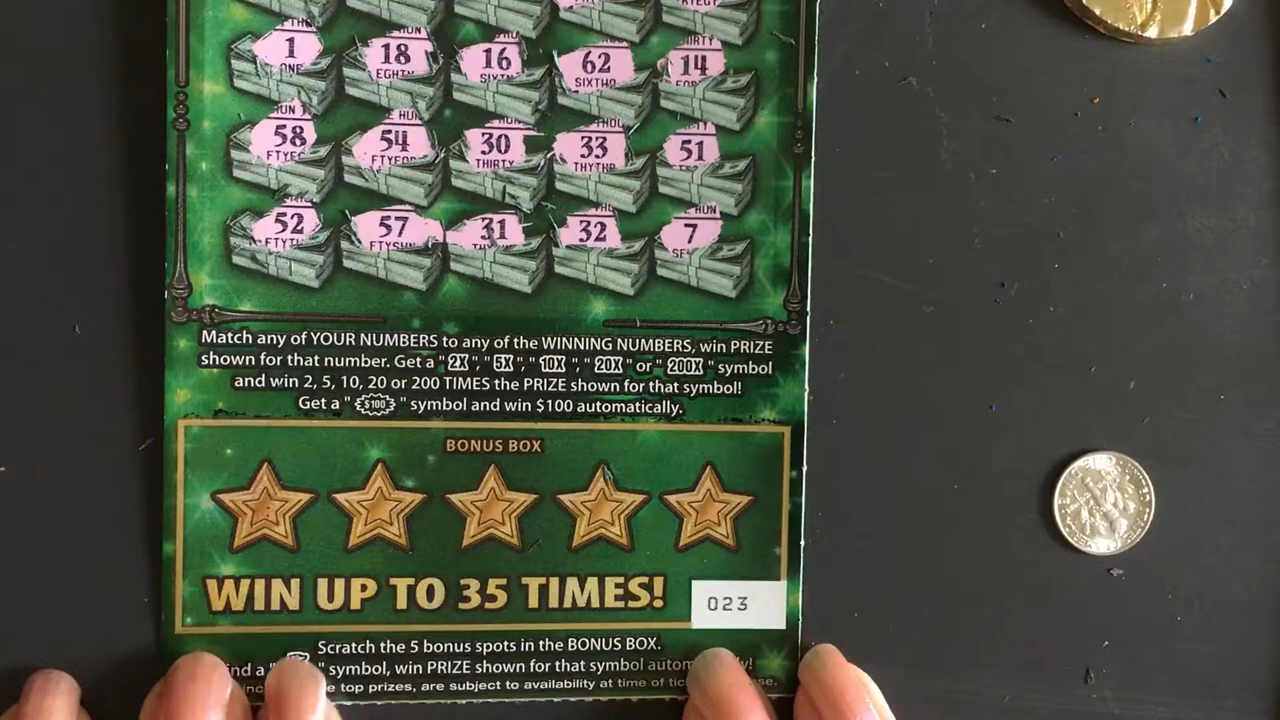 1 18 16 62 14
ONE EGHT SIXTHO
58 54 30 33 51
THIRTY
52 57 31 32 7
Match any of YOUR NUMBERS to any of the WINNING NUMBERS, win PRIZE
shown for that number. Get a "2X", "5X", "10X", "20X" or "200X" symbol
and win 2, 5, 10, 20 or 200 TIMES the PRIZE shown for that symbol!
Get a "$100" symbol and win $100 automatically.
BONUS BOX
WIN UP TO 35 TIMES!
023
Scratch the 5 bonus spots in the BONUS BOX.
" symbol, win PRIZE shown for that symbol
top prizes, are subject to availability at time of